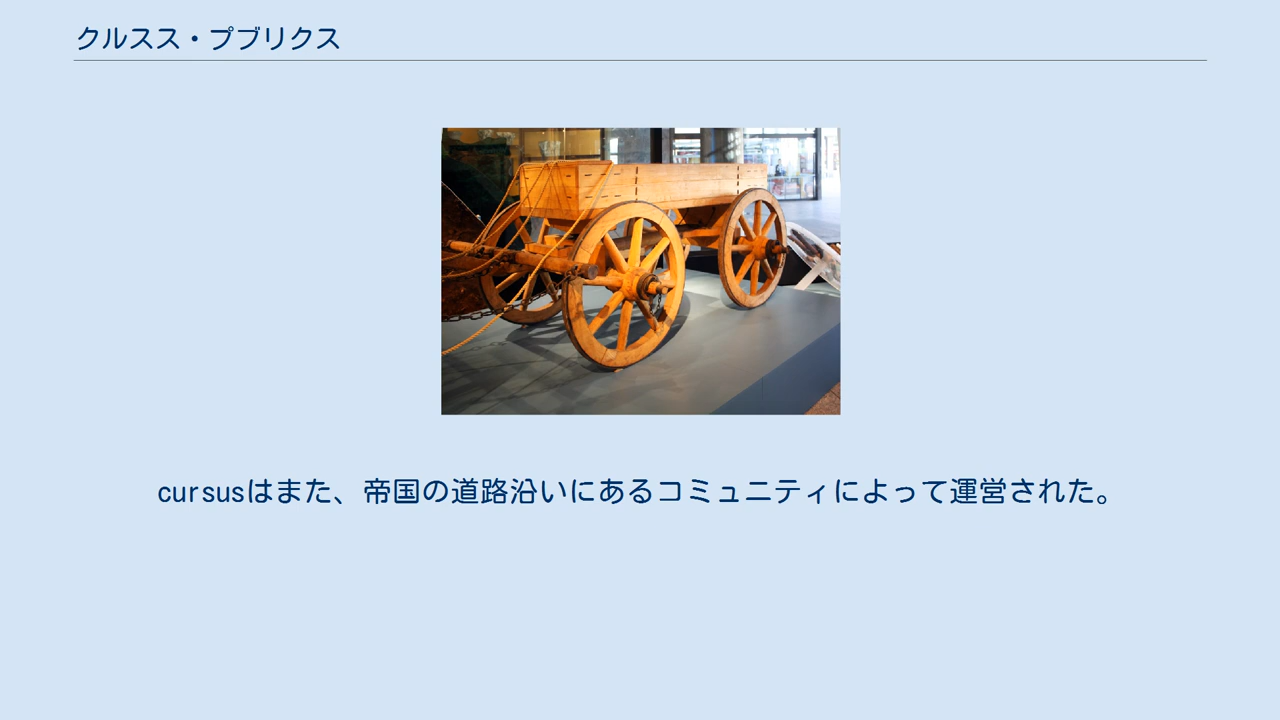 クルスス・プブリクス
cursusはまた、帝国の道路沿いにあるコミュニティによって運営された。